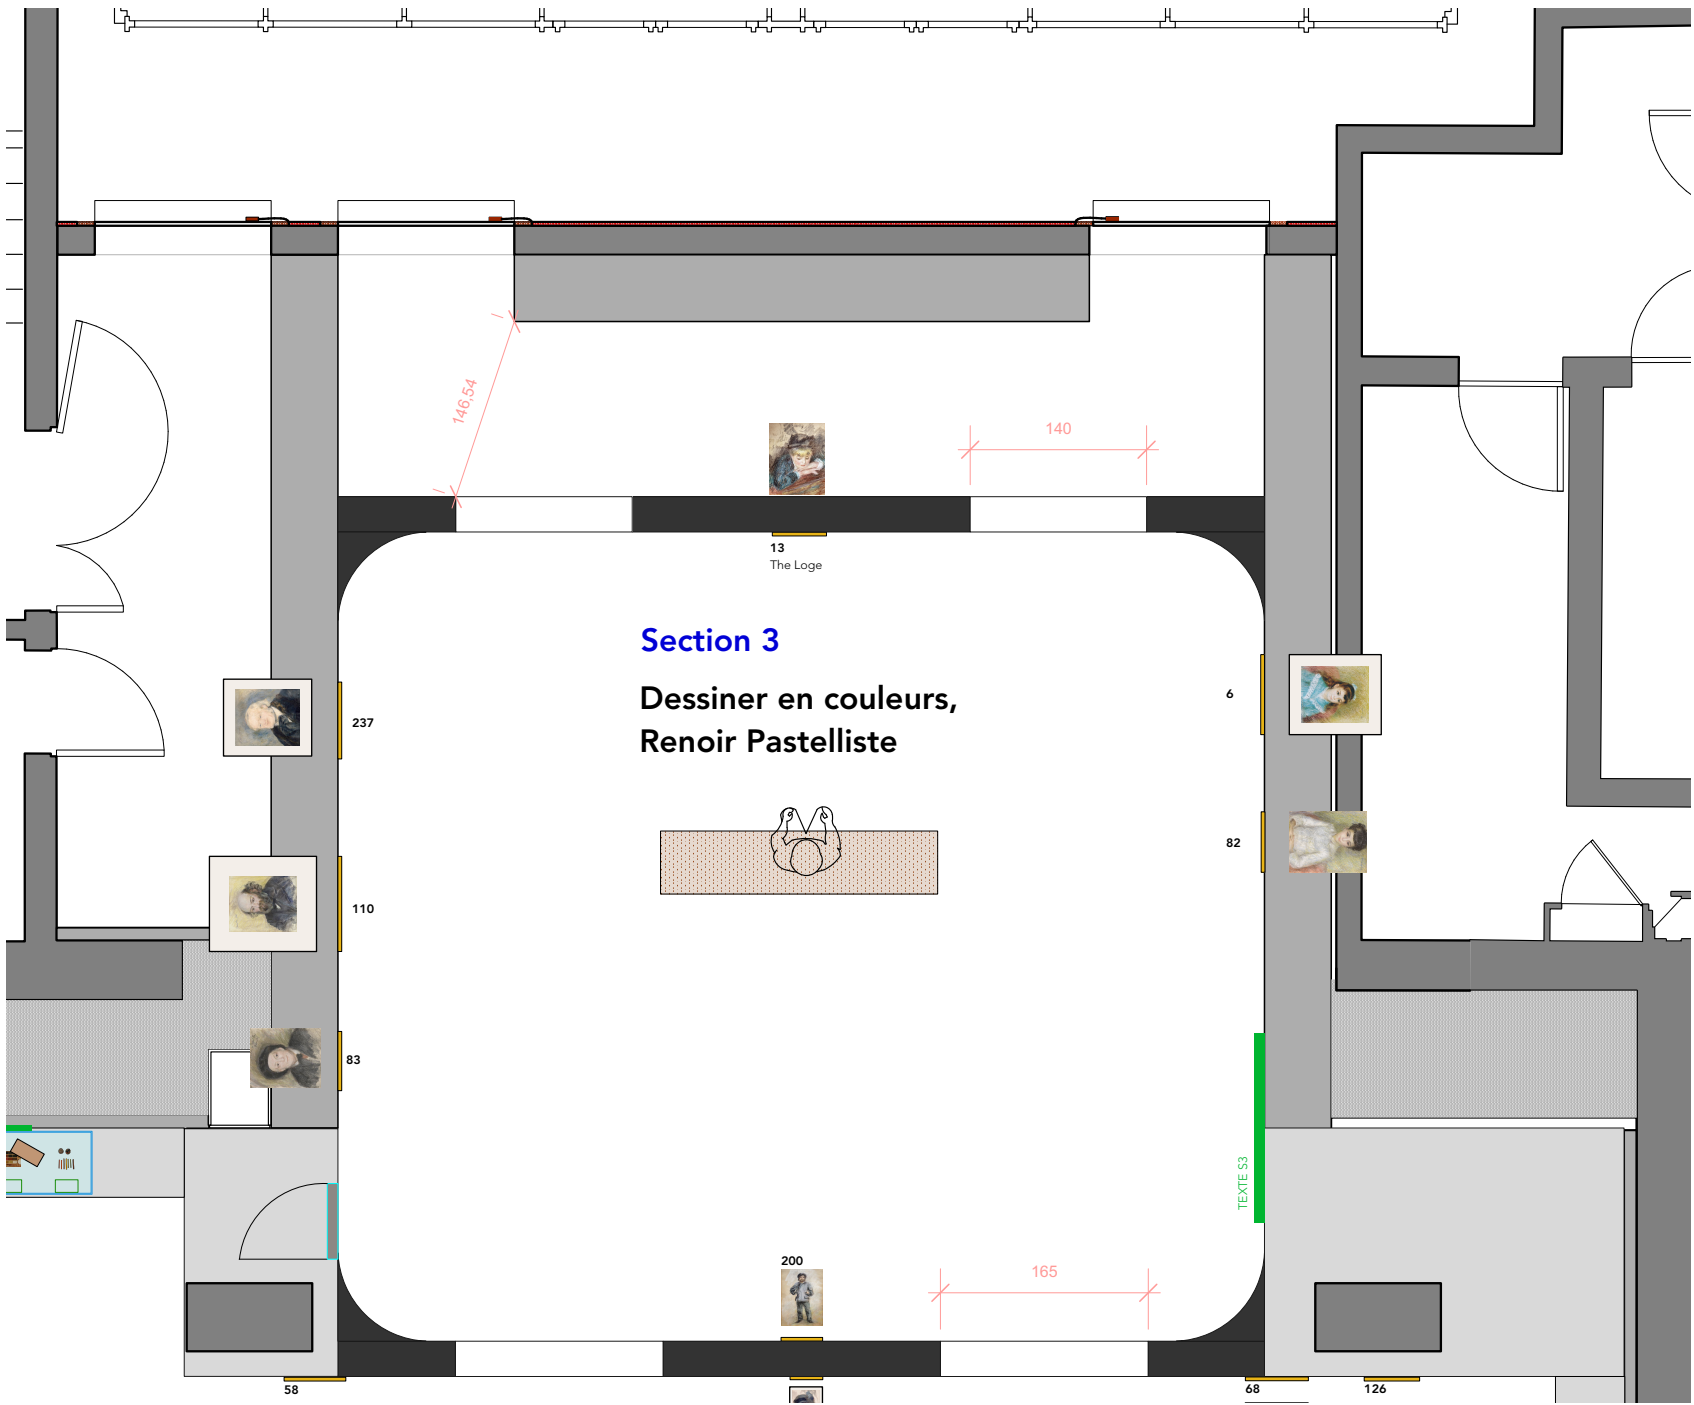 146,54
140
13
The Loge
Section 3
Dessiner en couleurs,
Renoir Pastelliste
237
6
82
110
83
TEXTE S3
200
165
58
68
126